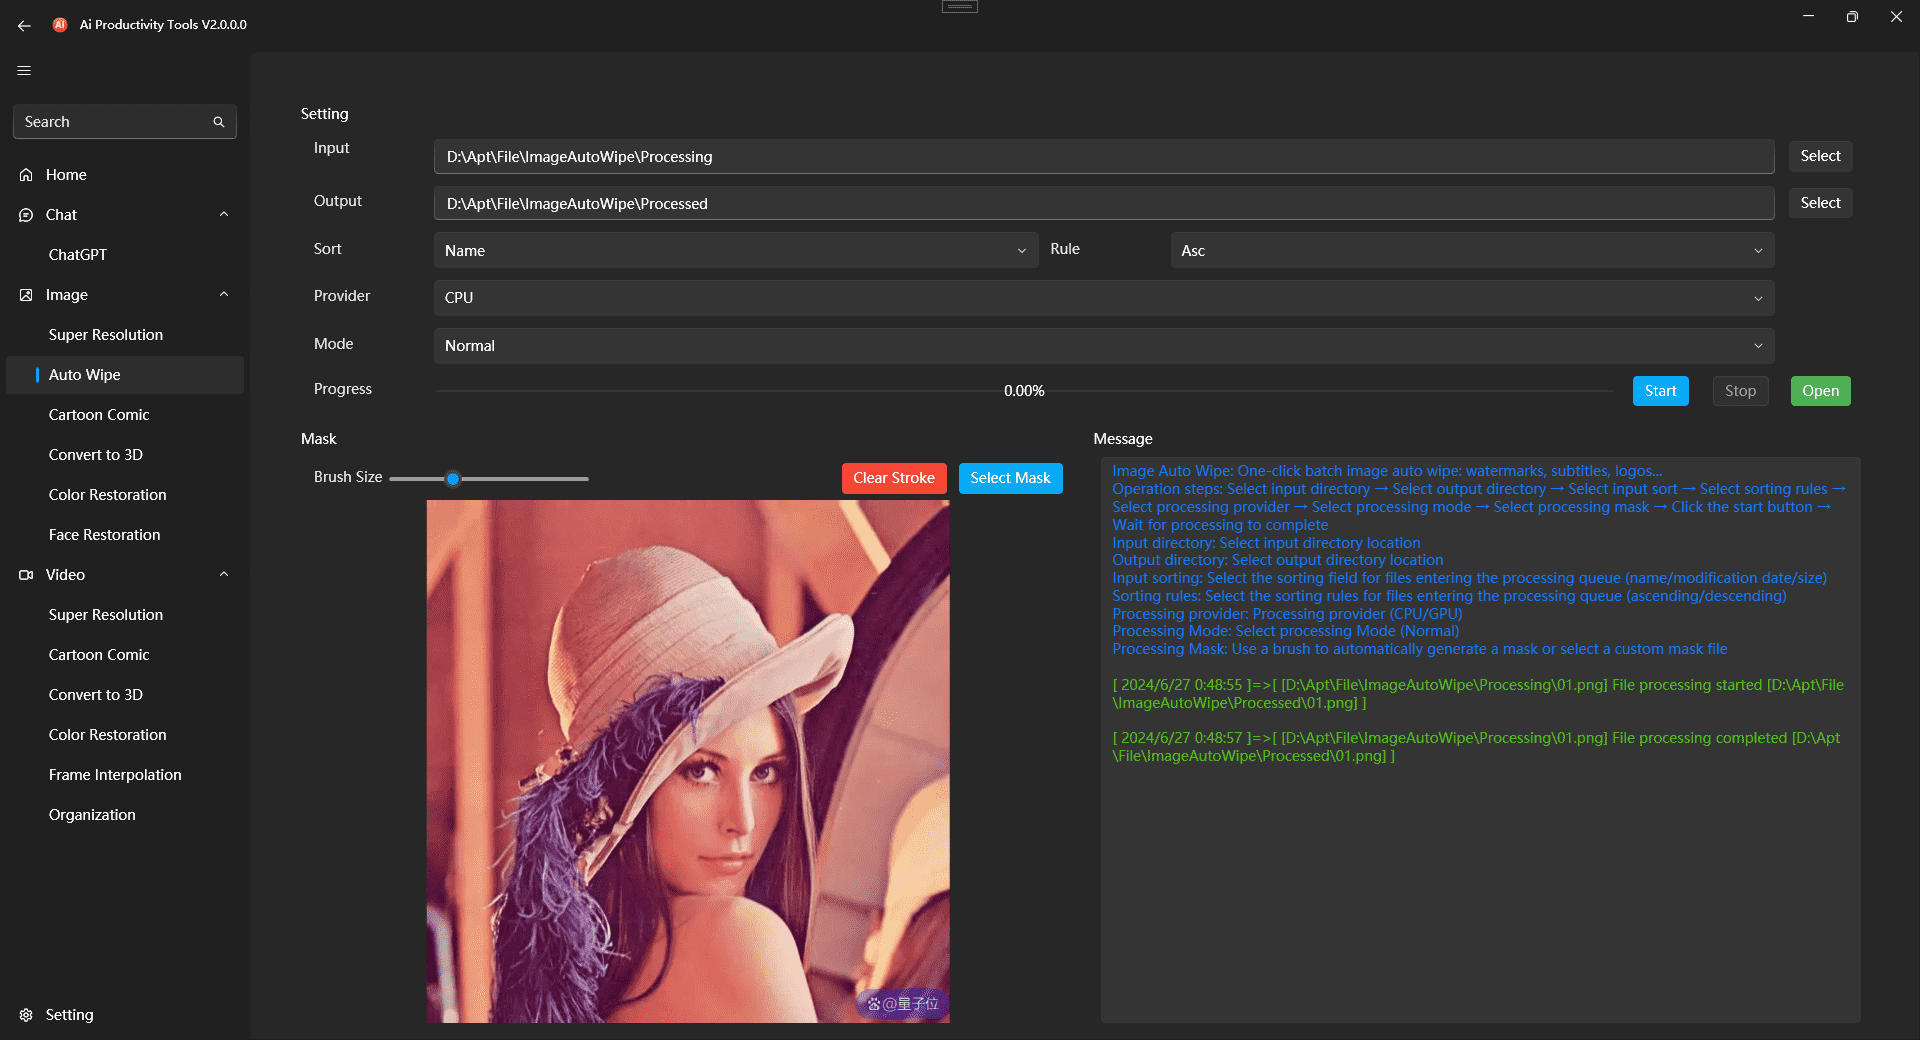 Ai Productivity Tools V2.0.0.0
Search
Home
Chat
ChatGPT
Image
Super Resolution
Auto Wipe
Cartoon Comic
Convert to 3D
Color Restoration
Face Restoration
Video
Super Resolution
Cartoon Comic
Convert to 3D
Color Restoration
Frame Interpolation
Organization
Setting
Setting
Input
D:\Apt\File\ImageAutoWipe\Processing
Select
Output
D:\Apt\File\ImageAutoWipe\Processed
Select
Sort
Name
Rule
Asc
Provider
CPU
Mode
Normal
Progress
0.00%
Start
Stop
Open
Mask
Brush Size
Clear Stroke
Select Mask
@量子位
Message
Image Auto Wipe: One-click batch image auto wipe: watermarks, subtitles, logos...
Operation steps: Select input directory → Select output directory → Select input sort → Select sorting rules →
Select processing provider → Select processing mode → Select processing mask → Click the start button →
Wait for processing to complete
Input directory: Select input directory location
Output directory: Select output directory location
Input sorting: Select the sorting field for files entering the processing queue (name/modification date/size)
Sorting rules: Select the sorting rules for files entering the processing queue (ascending/descending)
Processing provider: Processing provider (CPU/GPU)
Processing Mode: Select processing Mode (Normal)
Processing Mask: Use a brush to automatically generate a mask or select a custom mask file
[ 2024/6/27 0:48:55 ]=>[ [D:\Apt\File\ImageAutoWipe\Processing\01.png] File processing started [D:\Apt\File
\ImageAutoWipe\Processed\01.png] ]
[ 2024/6/27 0:48:57 ]=>[ [D:\Apt\File\ImageAutoWipe\Processing\01.png] File processing completed [D:\Apt
\File\ImageAutoWipe\Processed\01.png] ]